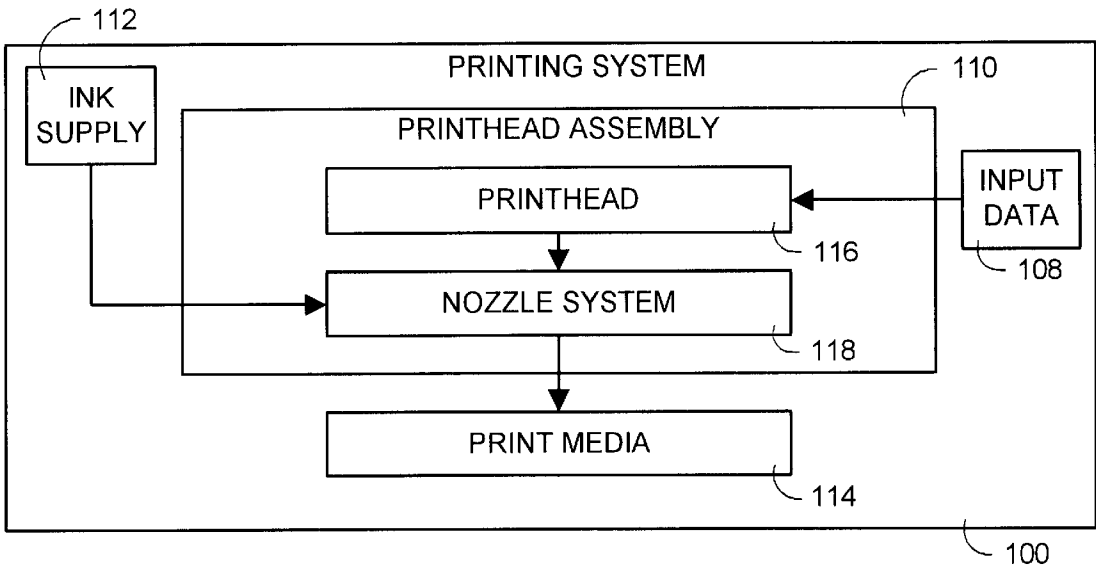 112
PRINTING SYSTEM
110
INK
SUPPLY
PRINTHEAD ASSEMBLY
PRINTHEAD
INPUT
DATA
116
108
NOZZLE SYSTEM
118
PRINT MEDIA
114
100